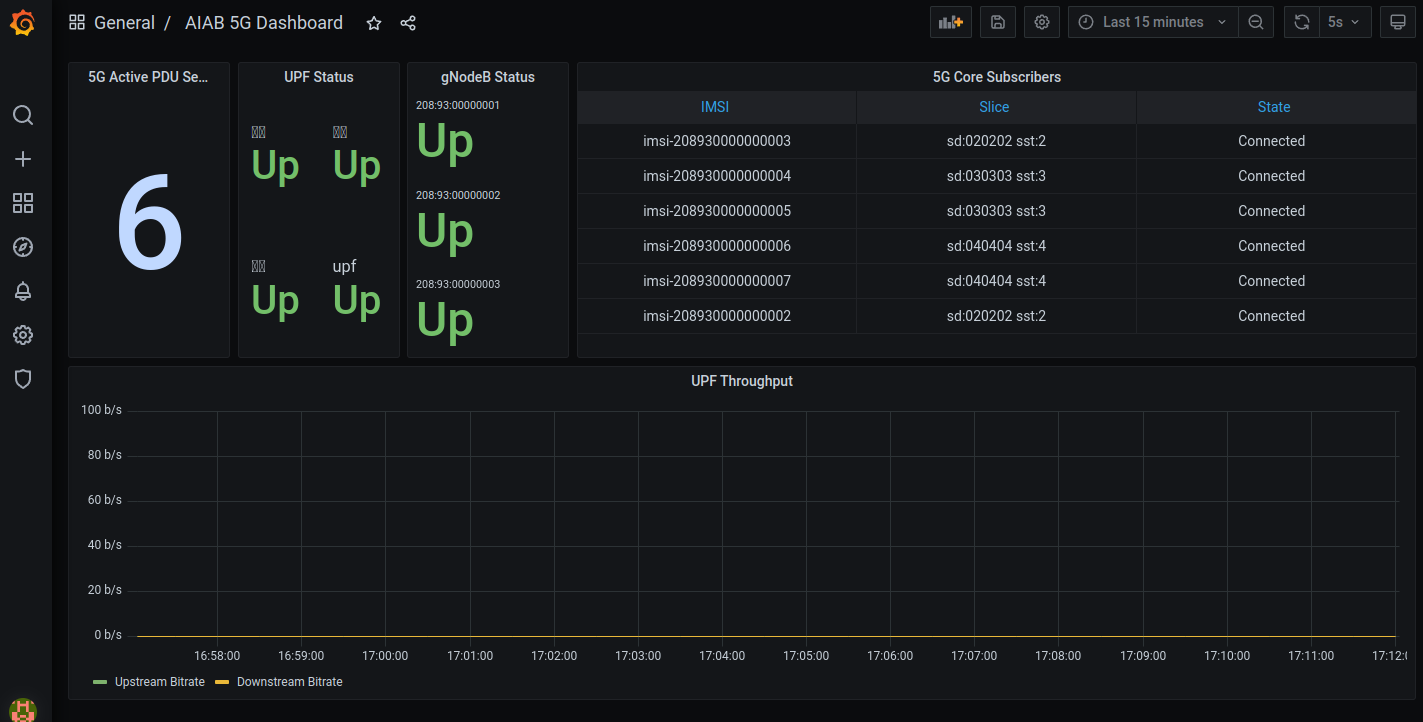 General / AIAB 5G Dashboard
Last 15 minutes
5s
5G Active PDU Se...
6
UPF Status
Up
Up
Up
upf
Up
gNodeB Status
208:93:00000001
Up
208:93:00000002
Up
208:93:00000003
Up
5G Core Subscribers
IMSI Slice State
imsi-208930000000003 sd:020202 sst:2 Connected
imsi-208930000000004 sd:030303 sst:3 Connected
imsi-208930000000005 sd:030303 sst:3 Connected
imsi-208930000000006 sd:040404 sst:4 Connected
imsi-208930000000007 sd:040404 sst:4 Connected
imsi-208930000000002 sd:020202 sst:2 Connected
UPF Throughput
100 b/s
80 b/s
60 b/s
40 b/s
20 b/s
0 b/s
16:58:00 16:59:00 17:00:00 17:01:00 17:02:00 17:03:00 17:04:00 17:05:00 17:06:00 17:07:00 17:08:00 17:09:00 17:10:00 17:11:00 17:12:0
Upstream Bitrate Downstream Bitrate